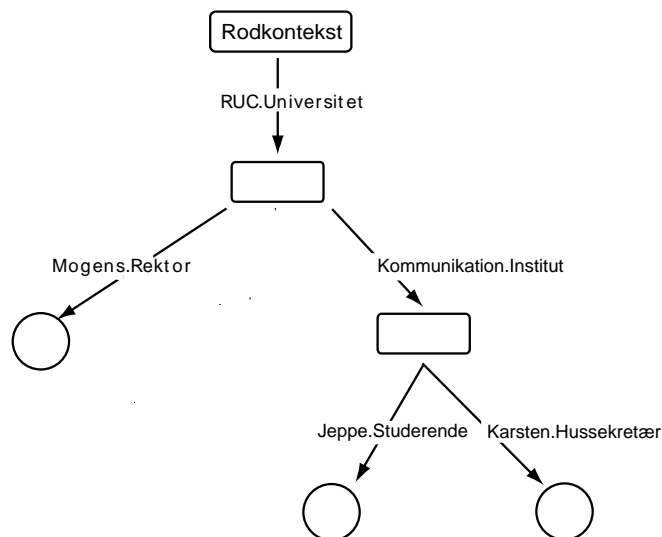 Rodkontekst
RUC.Universitet
Mogens.Rektor
Kommunikation.Institut
Jeppe.Studerende
Karsten.Hussekretær